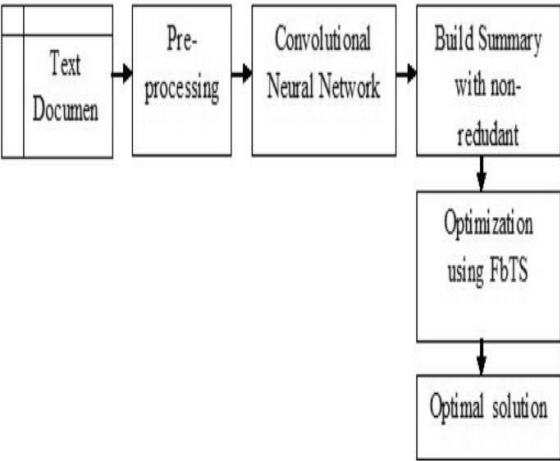 Text
Documen
Pre-
processing
Convolutional
Neural Network
Build Summary
with non-
redudant
Optimization
using FbTS
Optimal solution